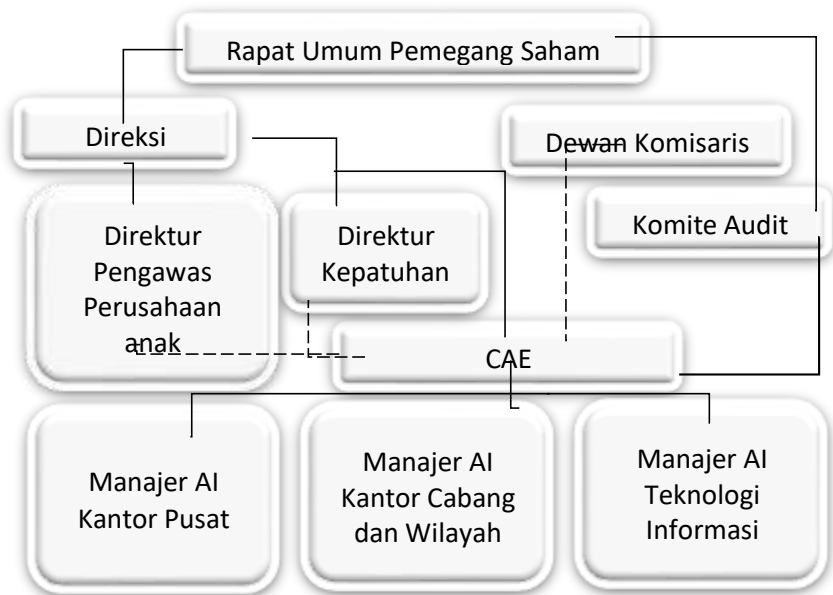 Rapat Umum Pemegang Saham
Direksi
Dewan Komisaris
Direktur
Pengawas
Perusahaan
anak
Direktur
Kepatuhan
Komite Audit
CAE
Manajer AI
Kantor Pusat
Manajer AI
Kantor Cabang
dan Wilayah
Manajer AI
Teknologi
Informasi